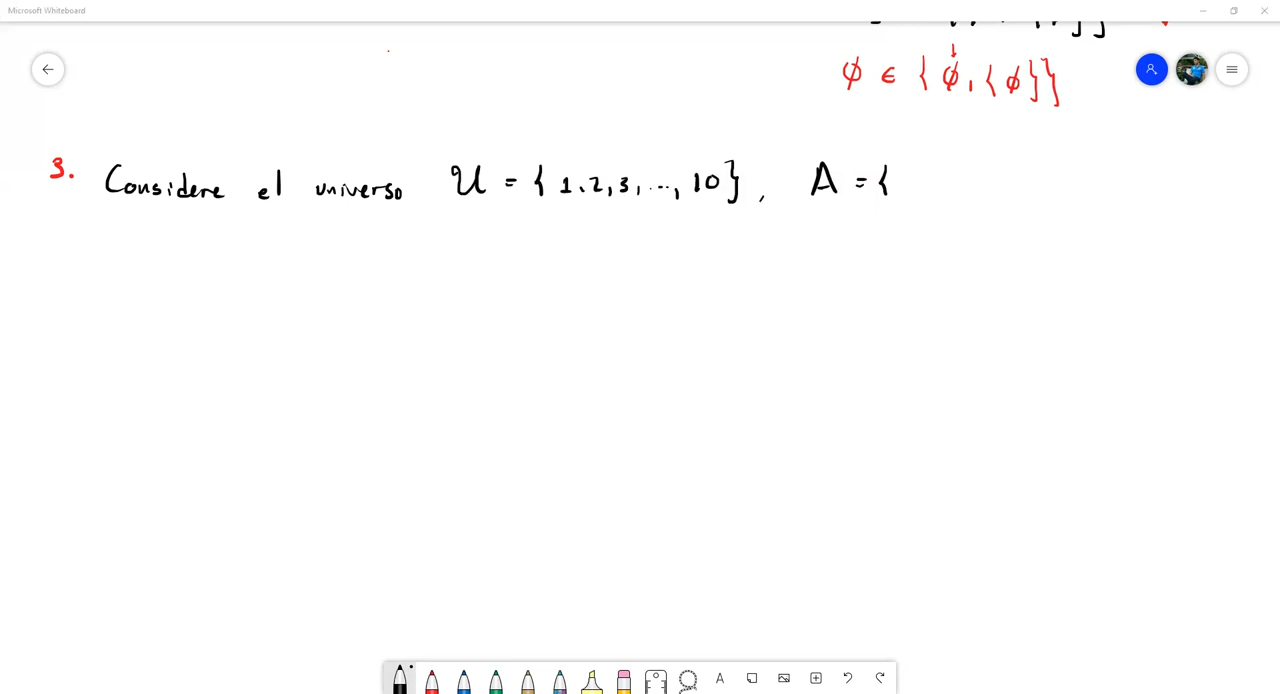 Microsoft Whiteboard
∅ ∈ {∅, {∅}}
3. Considere el universo U = { 1, 2, 3, ..., 10 } , A = {
A